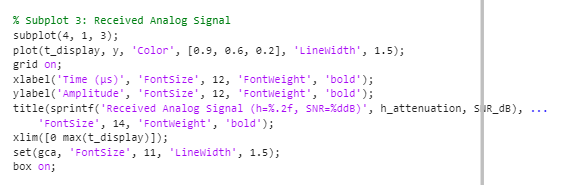 % Subplot 3: Received Analog Signal
subplot(4, 1, 3);
plot(t_display, y, 'Color', [0.9, 0.6, 0.2], 'LineWidth', 1.5);
grid on;
xlabel('Time (μs)', 'FontSize', 12, 'FontWeight', 'bold');
ylabel('Amplitude', 'FontSize', 12, 'FontWeight', 'bold');
title(sprintf('Received Analog Signal (h=%.2f, SNR=%ddB)', h_attenuation, SNR_dB), ...
    'FontSize', 14, 'FontWeight', 'bold');
xlim([0 max(t_display)]);
set(gca, 'FontSize', 11, 'LineWidth', 1.5);
box on;